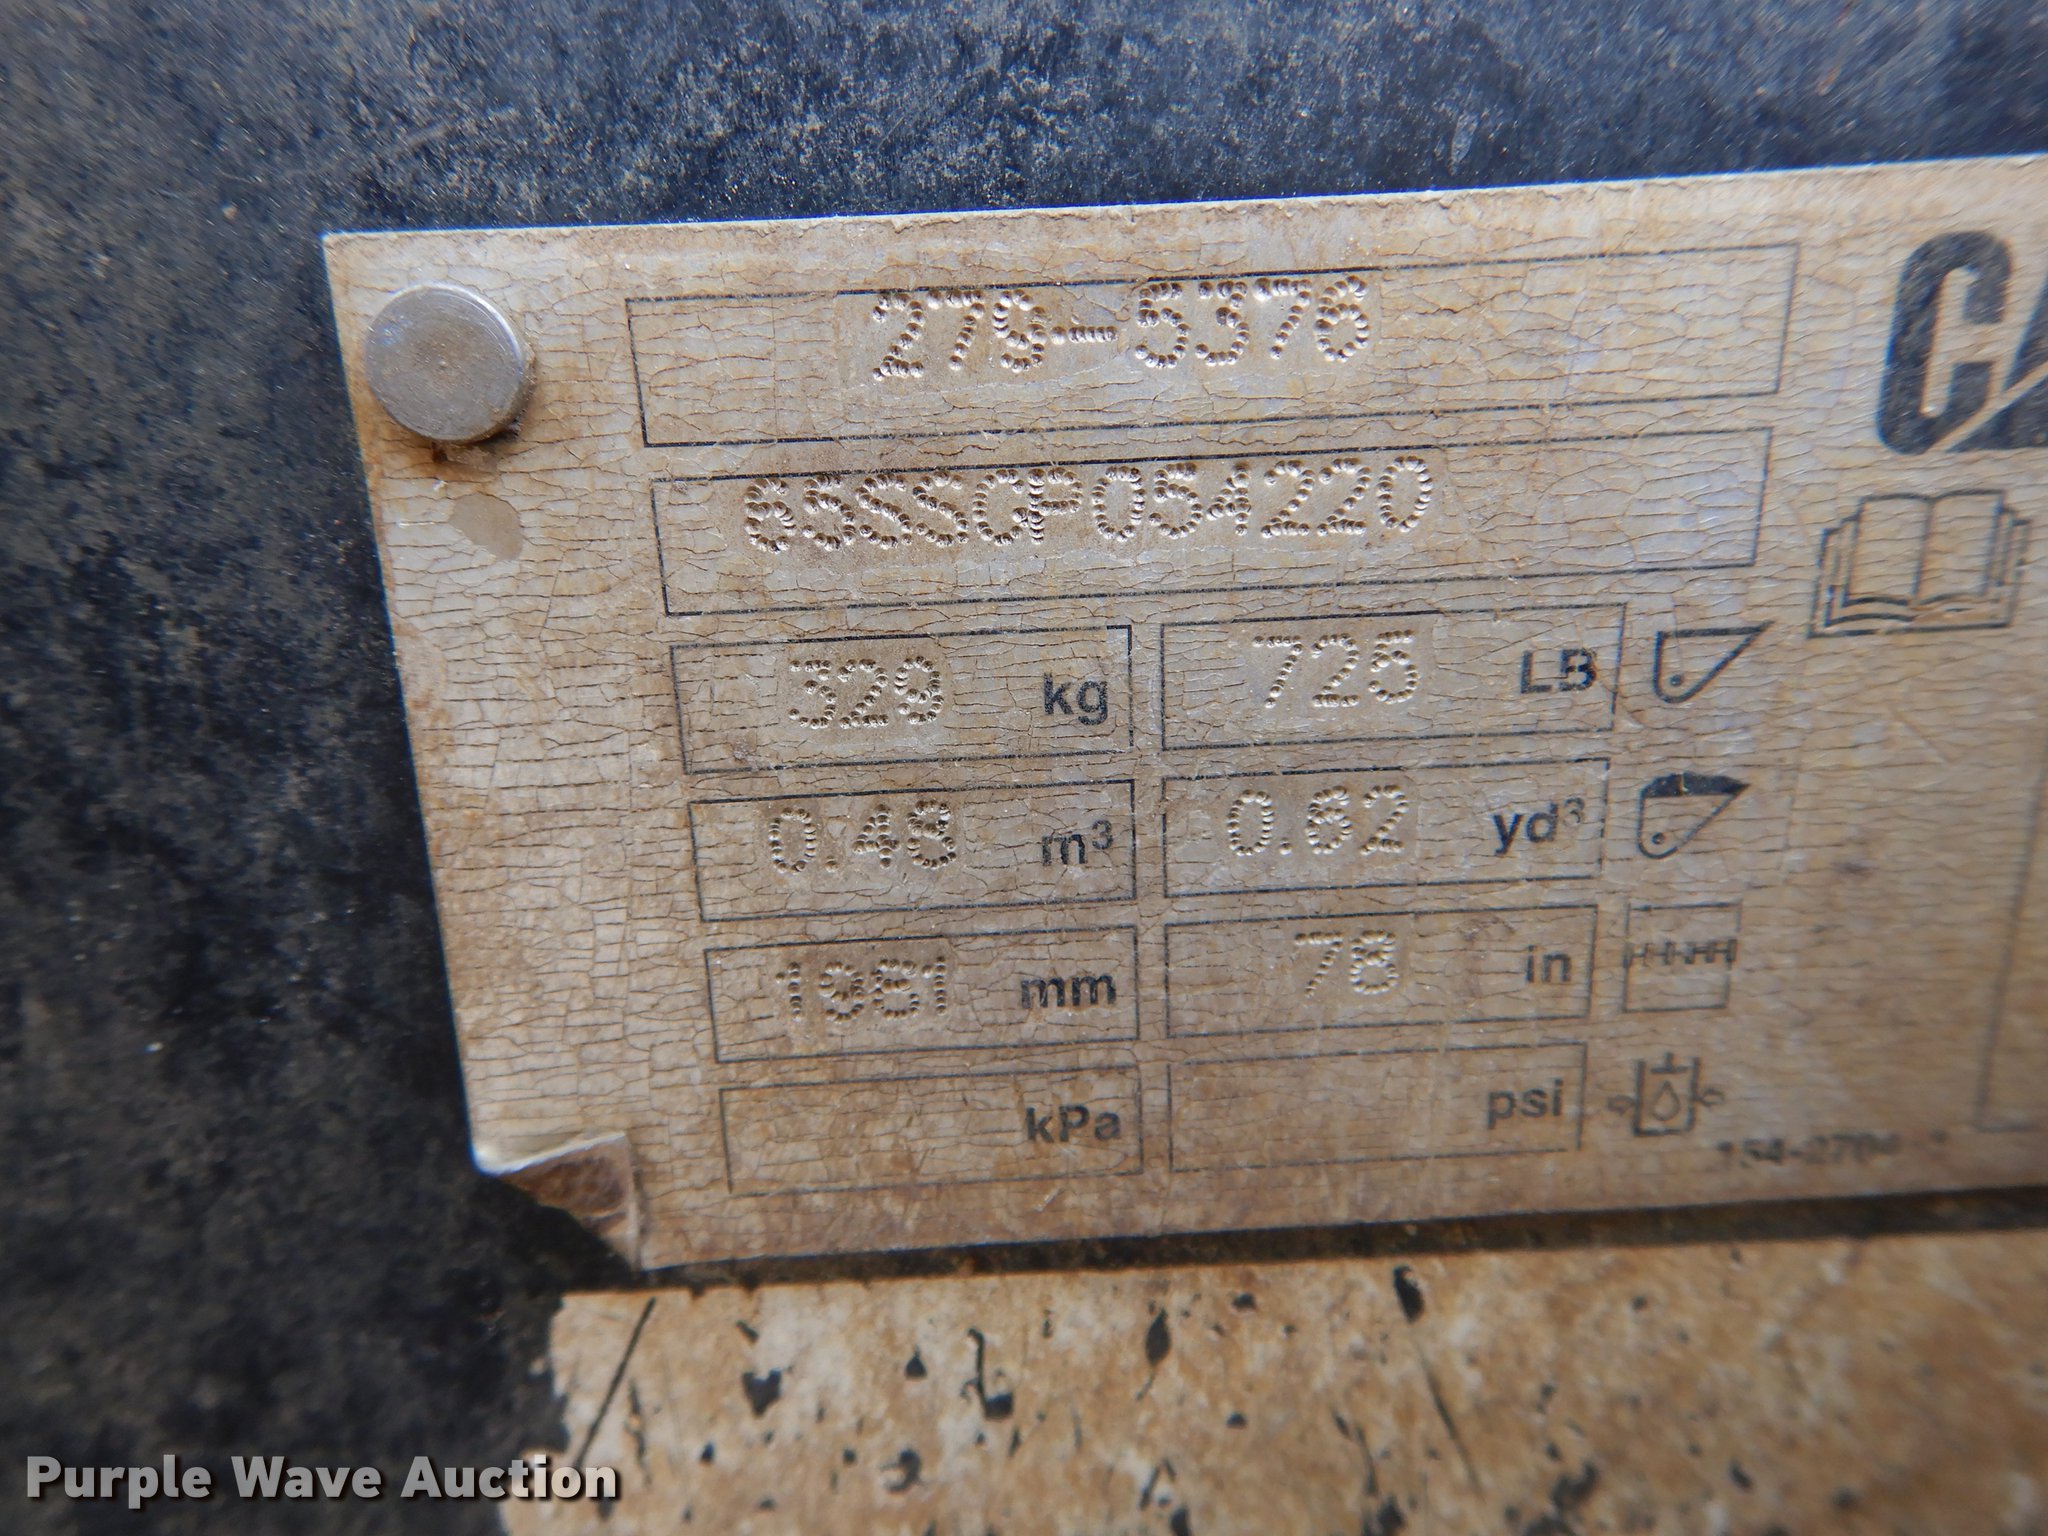 279-5376
6SSSGP054220
329 kg 725 LB
0.48 m³ 0.62 yd³
1981 mm 78 in
kPa psi
Purple Wave Auction